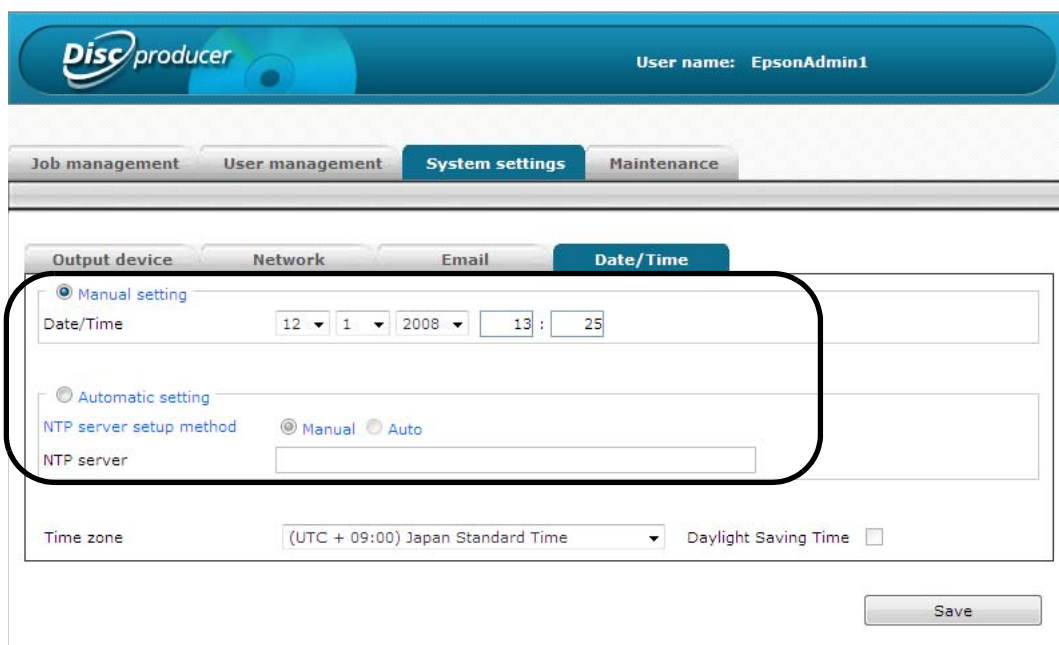 Disc producer
User name: EpsonAdmin1
Job management User management System settings Maintenance
Output device Network Email Date/Time
Manual setting
Date/Time 12 1 2008 13 : 25
Automatic setting
NTP server setup method Manual Auto
NTP server
Time zone (UTC + 09:00) Japan Standard Time Daylight Saving Time
Save